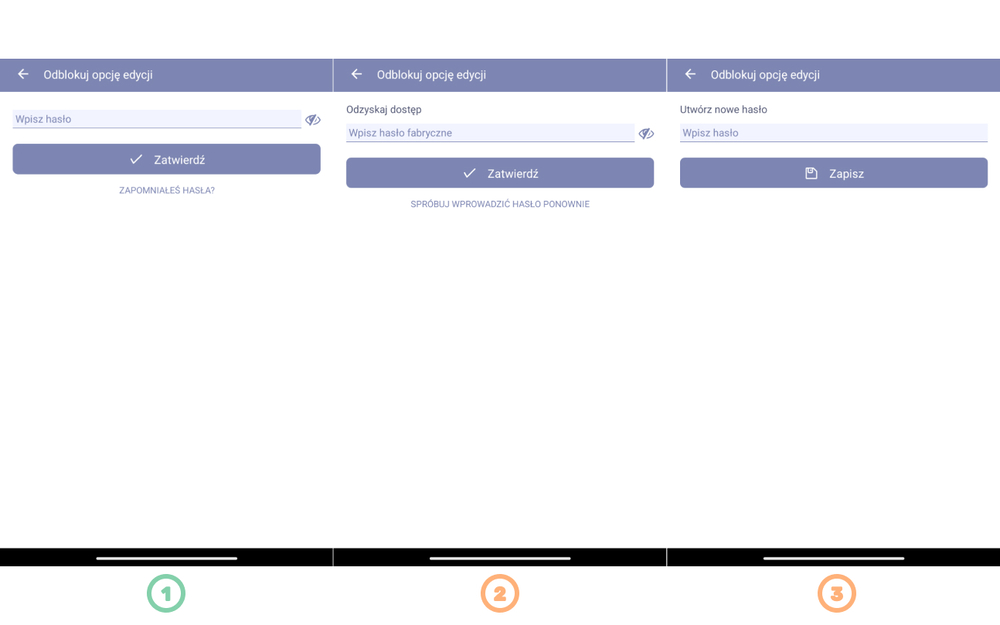 Odblokuj opcję edycji
Wpisz hasło
Zatwierdź
ZAPOMNIAŁEŚ HASŁA?
1
Odblokuj opcję edycji
Odzyskaj dostęp
Wpisz hasło fabryczne
Zatwierdź
SPRÓBUJ WPROWADZIĆ HASŁO PONOWNIE
2
Odblokuj opcję edycji
Utwórz nowe hasło
Wpisz hasło
Zapisz
3